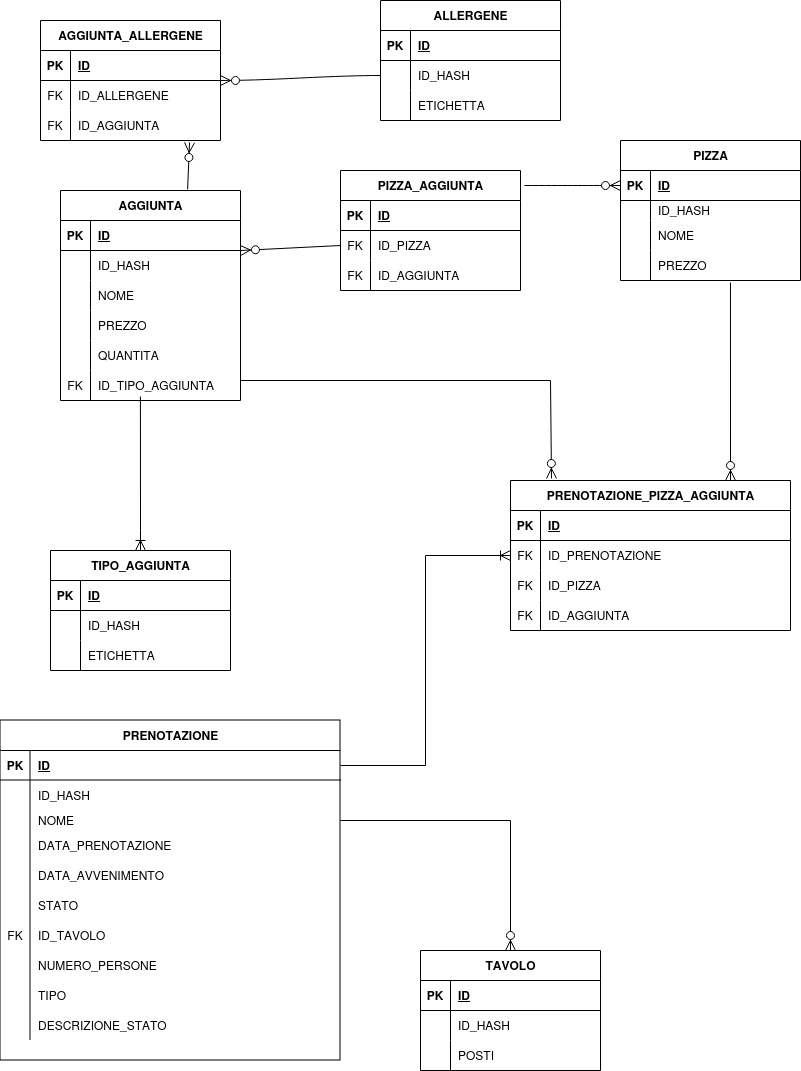 AGGIUNTA_ALLERGENE
PK ID
FK ID_ALLERGENE
FK ID_AGGIUNTA
ALLERGENE
PK ID
ID_HASH
ETICHETTA
PIZZA
PK ID
ID_HASH
NOME
PREZZO
PIZZA_AGGIUNTA
PK ID
FK ID_PIZZA
FK ID_AGGIUNTA
AGGIUNTA
PK ID
ID_HASH
NOME
PREZZO
QUANTITA
FK ID_TIPO_AGGIUNTA
PRENOTAZIONE_PIZZA_AGGIUNTA
PK ID
FK ID_PRENOTAZIONE
FK ID_PIZZA
FK ID_AGGIUNTA
TIPO_AGGIUNTA
PK ID
ID_HASH
ETICHETTA
PRENOTAZIONE
PK ID
ID_HASH
NOME
DATA_PRENOTAZIONE
DATA_AVVENIMENTO
STATO
FK ID_TAVOLO
NUMERO_PERSONE
TIPO
DESCRIZIONE_STATO
TAVOLO
PK ID
ID_HASH
POSTI